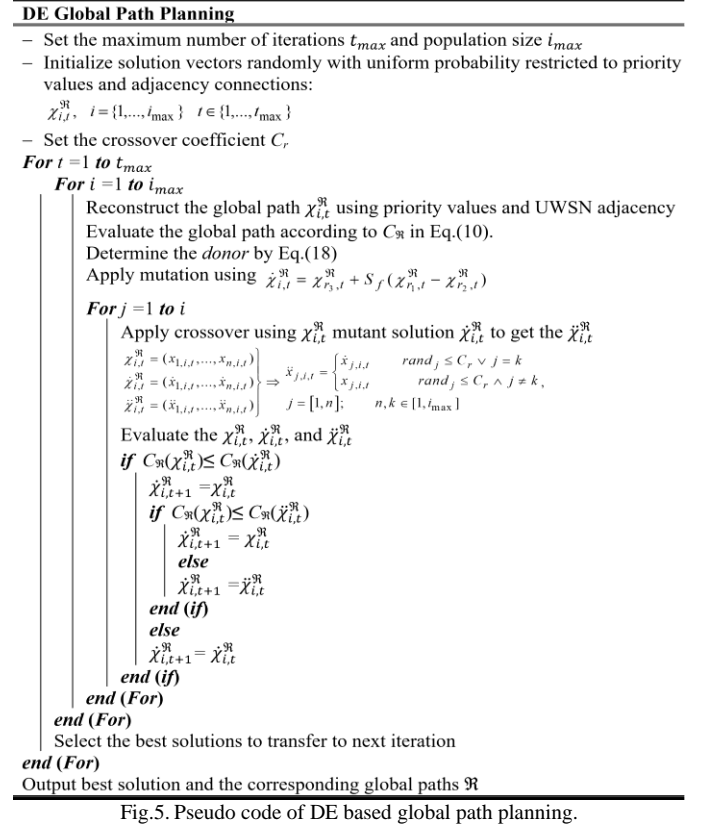 DE Global Path Planning
– Set the maximum number of iterations t_max and population size i_max
– Initialize solution vectors randomly with uniform probability restricted to priority
values and adjacency connections:
χ^ℜ_{i,t}, i={1,...,i_max} t∈{1,...,t_max}
– Set the crossover coefficient C_r
For t =1 to t_max
For i =1 to i_max
Reconstruct the global path χ^ℜ_{i,t} using priority values and UWSN adjacency
Evaluate the global path according to C_ℜ in Eq.(10).
Determine the donor by Eq.(18)
Apply mutation using χ̇^ℜ_{i,t} = χ^ℜ_{r3,t} + S_f(χ^ℜ_{r1,t} − χ^ℜ_{r2,t})
For j =1 to i
Apply crossover using χ^ℜ_{i,t} mutant solution χ̇^ℜ_{i,t} to get the χ̈^ℜ_{i,t}
χ^ℜ_{i,t} = (x_{1,i,t},...,x_{n,i,t})
χ̇^ℜ_{i,t} = (ẋ_{1,i,t},...,ẋ_{n,i,t}) } ⇒ ẍ_{j,i,t} = { ẋ_{j,i,t} rand_j ≤ C_r ∨ j = k
x_{j,i,t} rand_j ≤ C_r ∧ j ≠ k,
χ̈^ℜ_{i,t} = (ẍ_{1,i,t},...,ẍ_{n,i,t}) j = [1,n]; n,k ∈ [1,i_max]
Evaluate the χ^ℜ_{i,t}, χ̇^ℜ_{i,t}, and χ̈^ℜ_{i,t}
if C_ℜ(χ^ℜ_{i,t})≤ C_ℜ(χ̇^ℜ_{i,t})
χ̇^ℜ_{i,t+1} =χ^ℜ_{i,t}
if C_ℜ(χ^ℜ_{i,t})≤ C_ℜ(χ̈^ℜ_{i,t})
χ̇^ℜ_{i,t+1} = χ^ℜ_{i,t}
else
χ̇^ℜ_{i,t+1} =χ̈^ℜ_{i,t}
end (if)
else
χ̇^ℜ_{i,t+1}= χ̇^ℜ_{i,t}
end (if)
end (For)
end (For)
Select the best solutions to transfer to next iteration
end (For)
Output best solution and the corresponding global paths ℜ
Fig.5. Pseudo code of DE based global path planning.